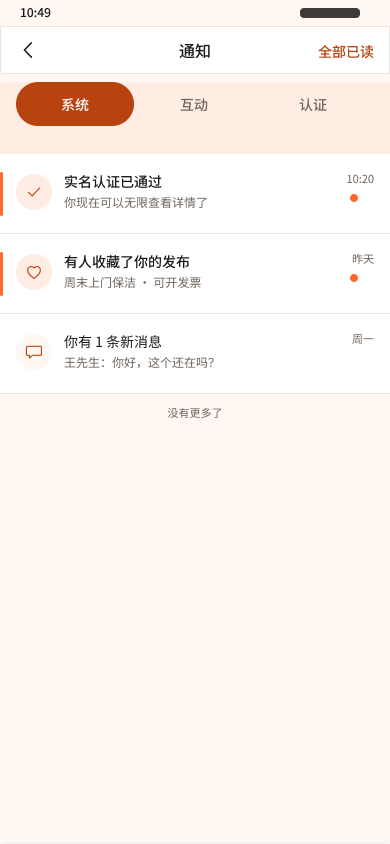 10:49
通知
全部已读
系统
互动
认证
实名认证已通过
10:20
你现在可以无限查看详情了
有人收藏了你的发布
昨天
周末上门保洁 · 可开发票
你有 1 条新消息
周一
王先生：你好，这个还在吗?
没有更多了